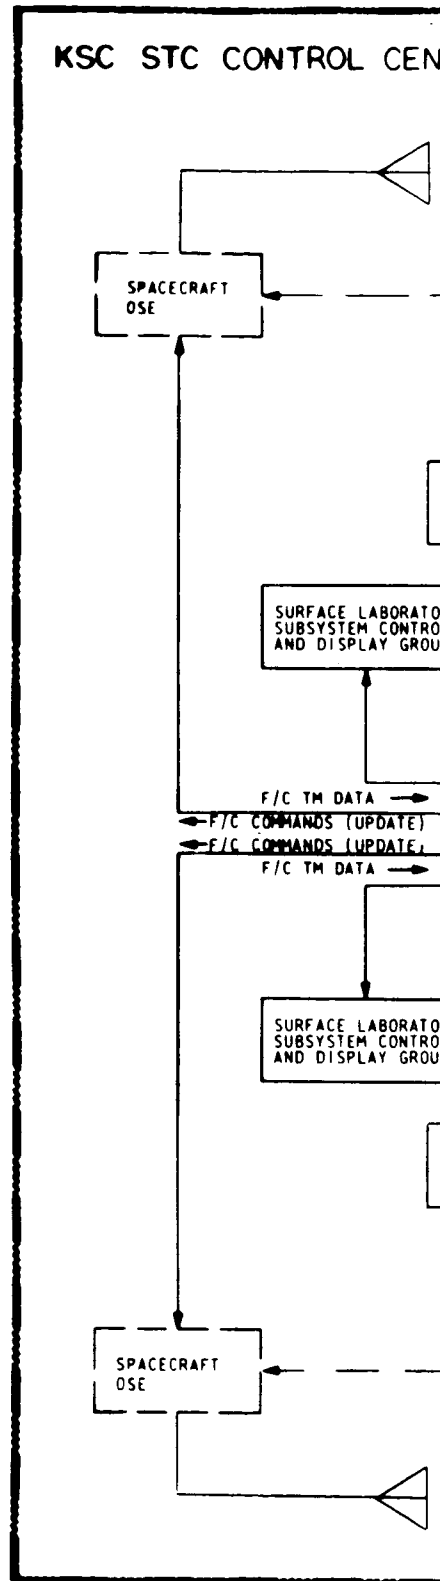 KSC STC CONTROL CEN
SPACECRAFT
OSE
SURFACE LABORATO
SUBSYSTEM CONTRO
AND DISPLAY GROU
F/C TM DATA
F/C COMMANDS (UPDATE)
F/C COMMANDS (UPDATE)
F/C TM DATA
SURFACE LABORATO
SUBSYSTEM CONTRO
AND DISPLAY GROU
SPACECRAFT
OSE